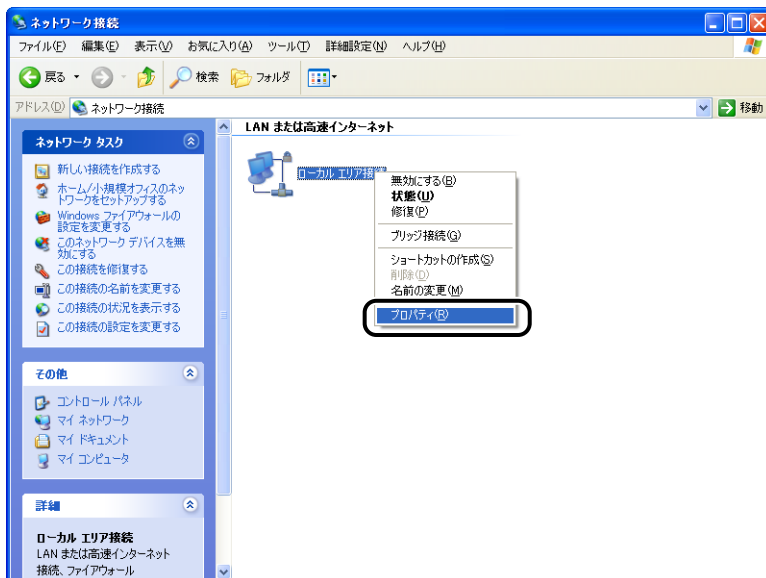 ネットワーク接続
ファイル(F) 編集(E) 表示(V) お気に入り(A) ツール(T) 詳細設定(N) ヘルプ(H)
戻る 検索 フォルダ
アドレス(D) ネットワーク接続 移動
ネットワーク タスク
新しい接続を作成する
ホーム/小規模オフィスのネッ
トワークをセットアップする
Windows ファイアウォールの
設定を変更する
このネットワーク デバイスを無
効にする
この接続を修復する
この接続の名前を変更する
この接続の状況を表示する
この接続の設定を変更する
その他
コントロール パネル
マイ ネットワーク
マイ ドキュメント
マイ コンピュータ
詳細
ローカル エリア接続
LAN または高速インターネット
接続、ファイアウォール
LAN または高速インターネット
ローカル エリア接続
無効にする(B)
状態(U)
修復(P)
ブリッジ接続(G)
ショートカットの作成(S)
削除(D)
名前の変更(M)
プロパティ(R)